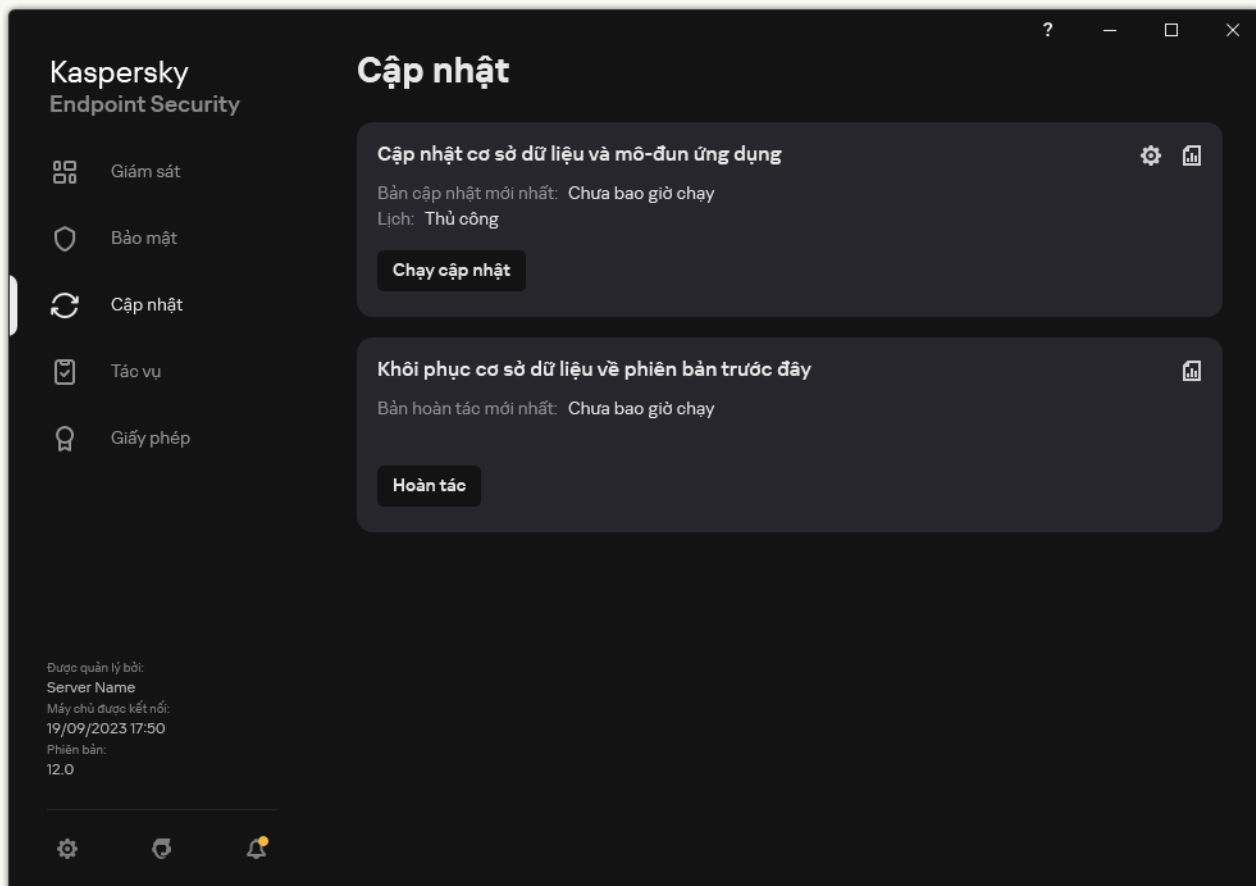 ?
Kaspersky
Endpoint Security
Giám sát
Bảo mật
Cập nhật
Tác vụ
Giấy phép
Được quản lý bởi:
Server Name
Máy chủ được kết nối:
19/09/2023 17:50
Phiên bản:
12.0
Cập nhật
Cập nhật cơ sở dữ liệu và mô-đun ứng dụng
Bản cập nhật mới nhất: Chưa bao giờ chạy
Lịch: Thủ công
Chạy cập nhật
Khôi phục cơ sở dữ liệu về phiên bản trước đây
Bản hoàn tác mới nhất: Chưa bao giờ chạy
Hoàn tác